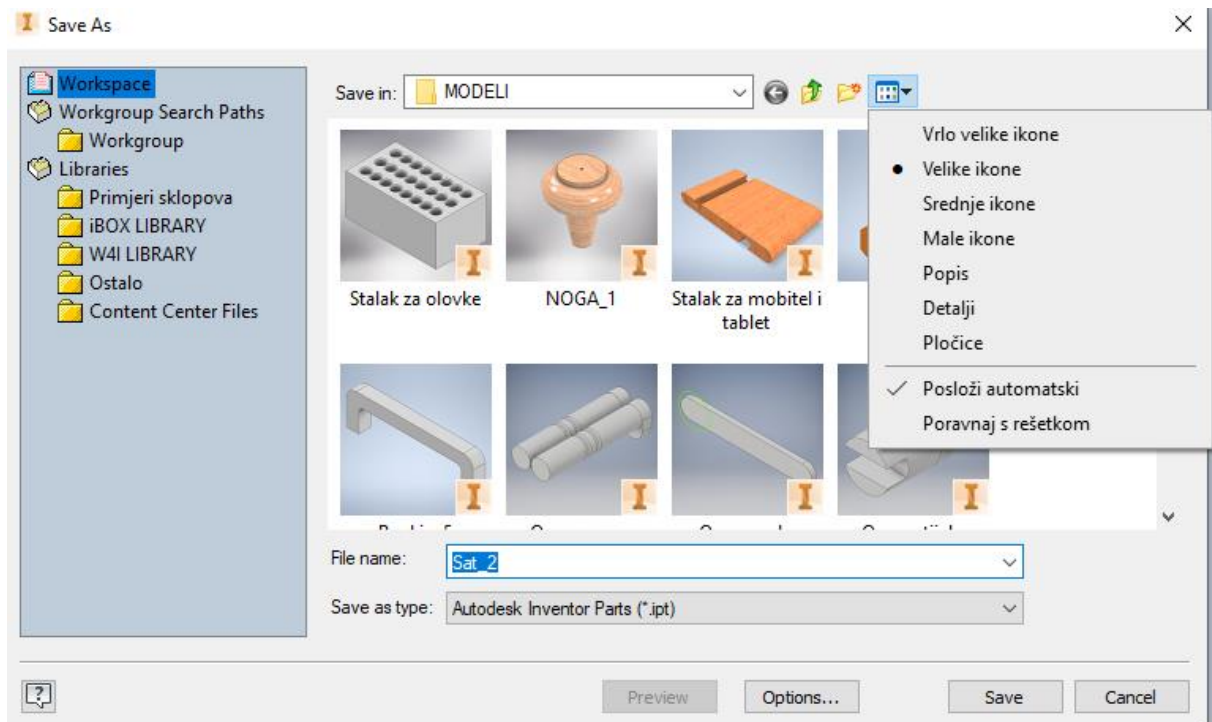 Save As
Workspace
Workgroup Search Paths
Workgroup
Libraries
Primjeri sklopova
iBOX LIBRARY
W4I LIBRARY
Ostalo
Content Center Files
Save in: MODELI
Stalak za olovke
NOGA_1
Stalak za mobitel i
tablet
Vrlo velike ikone
Velike ikone
Srednje ikone
Male ikone
Popis
Detalji
Pločice
Posloži automatski
Poravnaj s rešetkom
File name: Sat_2
Save as type: Autodesk Inventor Parts (*.ipt)
Preview
Options...
Save
Cancel